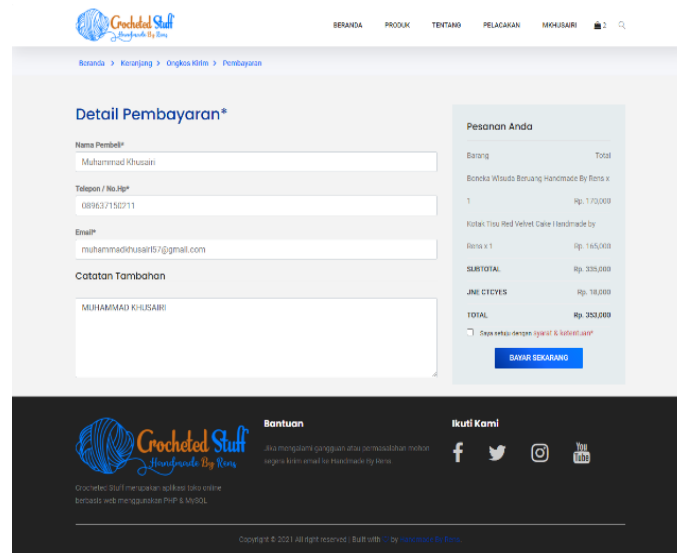 Crocheted Stuff
Handmade By Rens
BERANDA PRODUK TENTANG PELACAKAN MKHUSAIRI 2
Beranda > Keranjang > Ongkos Kirim > Pembayaran
Detail Pembayaran*
Nama Pembeli*
Muhammad Khusairi
Telepon / No.Hp*
089637150211
Email*
muhammadkhusairi57@gmail.com
Catatan Tambahan
MUHAMMAD KHUSAIRI
Pesanan Anda
Barang Total
Boneka Wisuda Beruang Handmade By Rens x
1 Rp. 170,000
Kotak Tisu Red Velvet Cake Handmade by
Rens x 1 Rp. 165,000
SUBTOTAL Rp. 335,000
JNE CTCYES Rp. 18,000
TOTAL Rp. 353,000
Saya setuju dengan syarat & ketentuan*
BAYAR SEKARANG
Crocheted Stuff
Handmade By Rens
Crocheted Stuff merupakan aplikasi toko online
berbasis web menggunakan PHP & MySQL
Bantuan
Jika mengalami gangguan atau permasalahan mohon
segera kirim email ke Handmade By Rens
Ikuti Kami
You
Tube
Copyright © 2021 All right reserved | Built with by Handmade By Rens